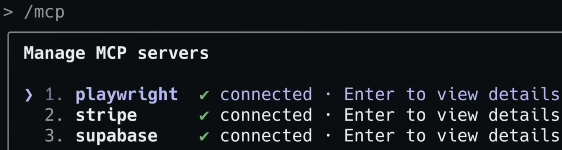 > /mcp
Manage MCP servers
❯ 1. playwright ✔ connected · Enter to view details
2. stripe ✔ connected · Enter to view details
3. supabase ✔ connected · Enter to view details